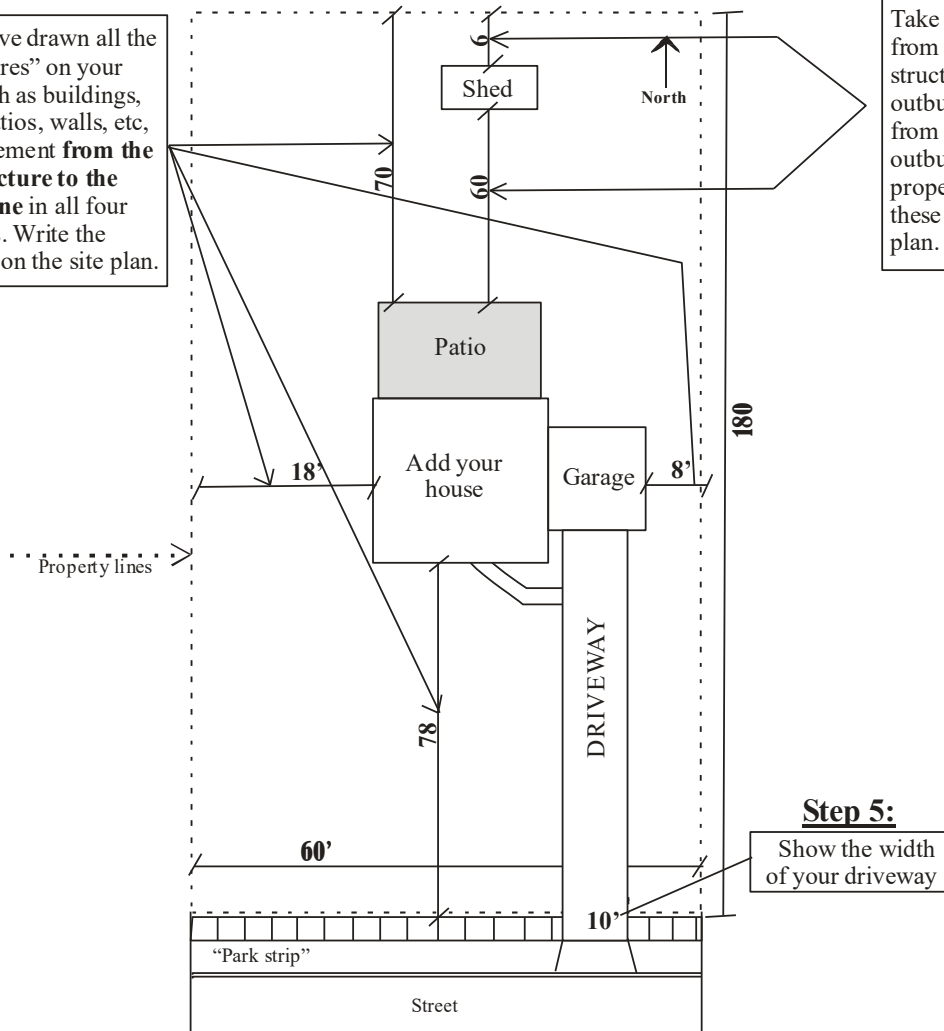 ve drawn all the
res” on your
h as buildings,
tios, walls, etc,
ement from the
cture to the
ne in all four
. Write the
on the site plan.
Take
from
struct
outbu
from
outbu
prope
these
plan.
6
Shed
North
70
60
Patio
180
Add your
house
Garage
18’
8’
Property lines
DRIVEWAY
78
Step 5:
Show the width
of your driveway
60’
10’
“Park strip”
Street